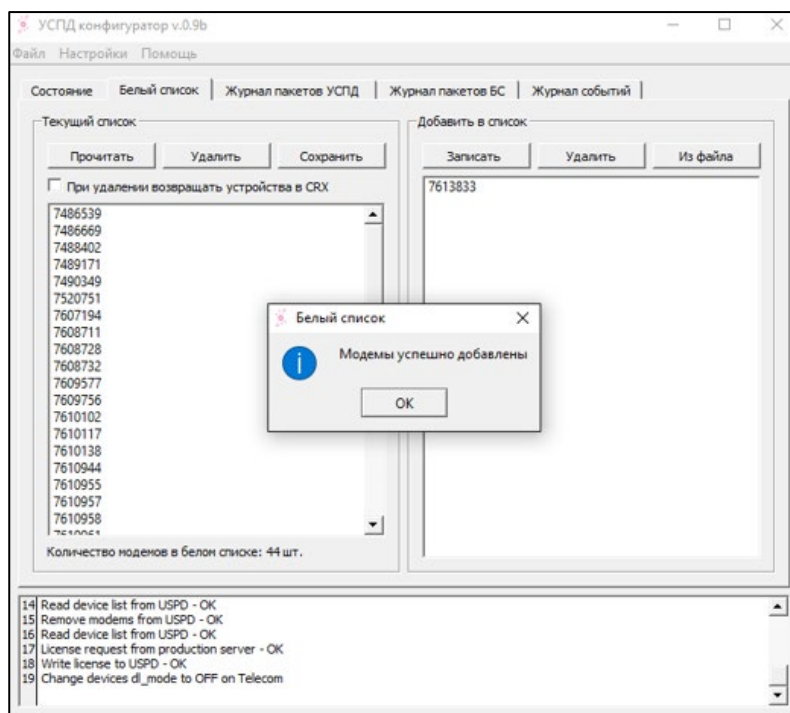 УСПД конфигуратор v.0.9b
Файл Настройки Помощь
Состояние Белый список Журнал пакетов УСПД Журнал пакетов БС Журнал событий
Текущий список
Прочитать Удалить Сохранить
При удалении возвращать устройства в CRX
7486539
7486669
7488402
7489171
7490349
7520751
7607194
7608711
7608728
7608732
7609577
7609756
7610102
7610117
7610138
7610944
7610955
7610957
7610958
7610961
Количество модемов в белом списке: 44 шт.
Добавить в список
Записать Удалить Из файла
7613833
Белый список
Модемы успешно добавлены
OK
14 Read device list from USPD - OK
15 Remove modems from USPD - OK
16 Read device list from USPD - OK
17 License request from production server - OK
18 Write license to USPD - OK
19 Change devices dl_mode to OFF on Telecom